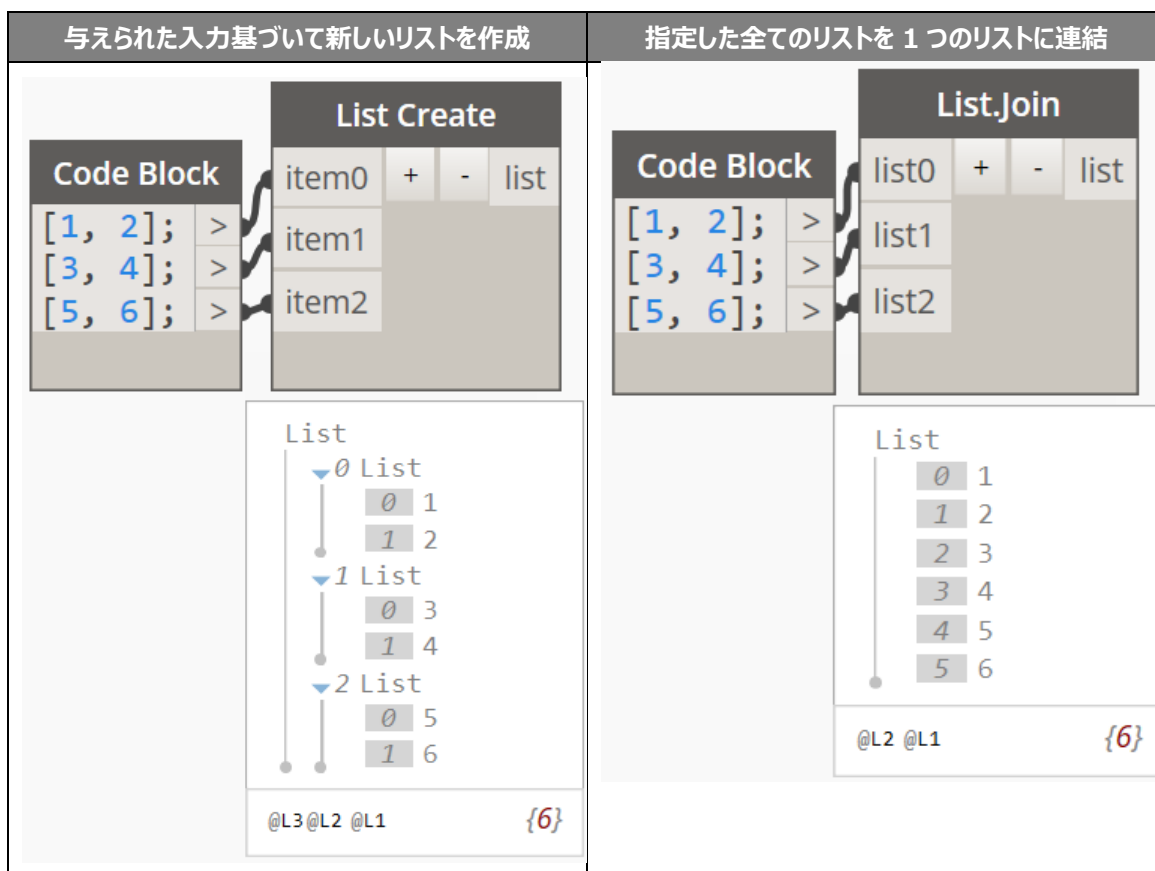 与えられた入力基づいて新しいリストを作成
指定した全てのリストを 1 つのリストに連結
List Create
Code Block
item0 + - list
[1, 2]; >
item1
[3, 4]; >
item2
[5, 6]; >
List
0 List
0 1
1 2
1 List
0 3
1 4
2 List
0 5
1 6
@L3 @L2 @L1 {6}
List.Join
Code Block
list0 + - list
[1, 2]; >
list1
[3, 4]; >
list2
[5, 6]; >
List
0 1
1 2
2 3
3 4
4 5
5 6
@L2 @L1 {6}